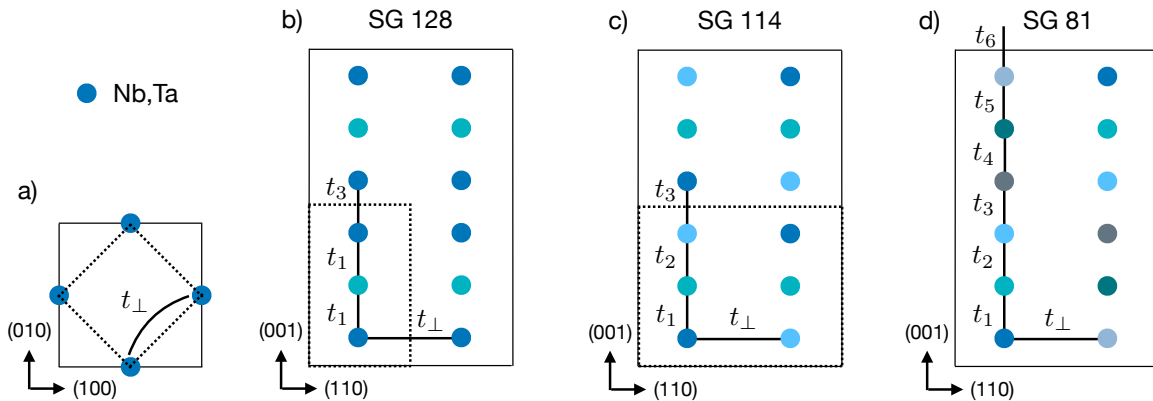 Nb,Ta
a)
t⊥
(010)
(100)
b) SG 128
t3
t1
t1
t⊥
(001)
(110)
c) SG 114
t3
t2
t1
t⊥
(001)
(110)
d) SG 81
t6
t5
t4
t3
t2
t1
t⊥
(001)
(110)